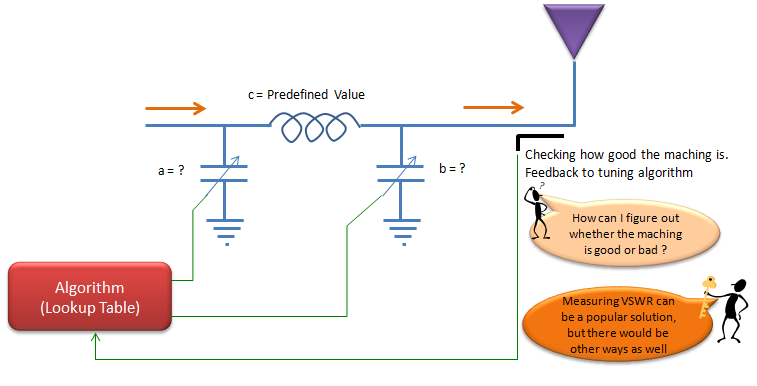 c = Predefined Value
a = ?
b = ?
Checking how good the maching is.
Feedback to tuning algorithm
?
How can I figure out
whether the maching
is good or bad ?
Algorithm
(Lookup Table)
Measuring VSWR can
be a popular solution,
but there would be
other ways as well